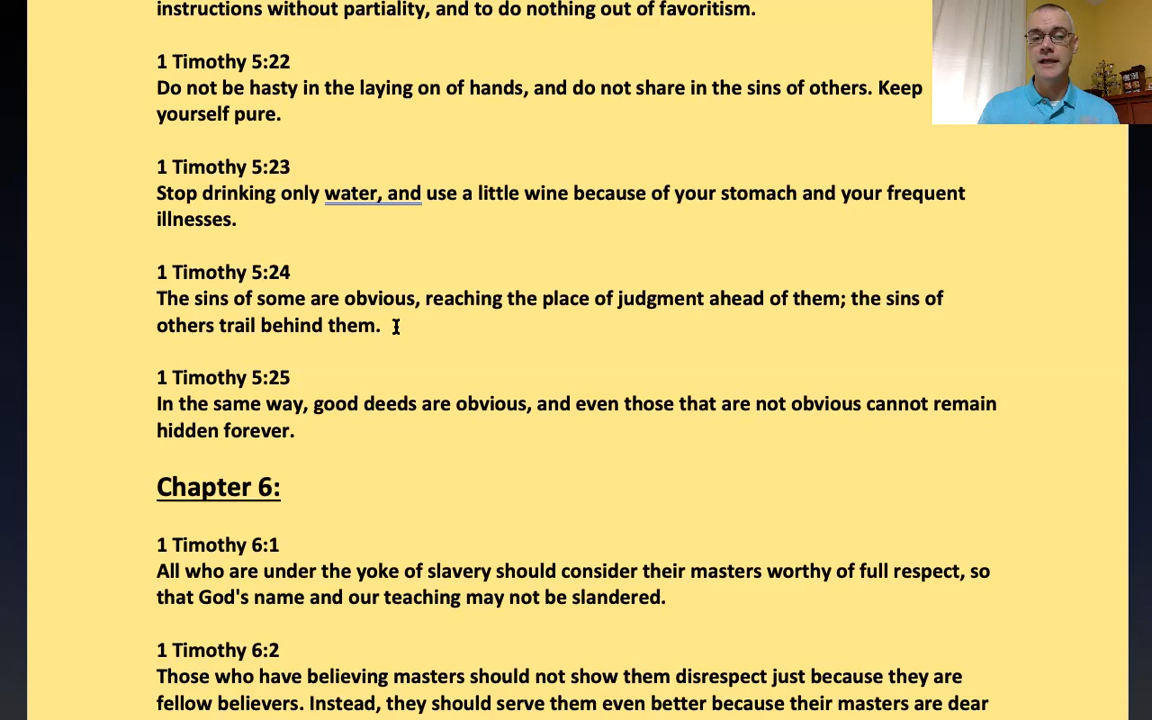 instructions without partiality, and to do nothing out of favoritism.
1 Timothy 5:22
Do not be hasty in the laying on of hands, and do not share in the sins of others. Keep
yourself pure.
1 Timothy 5:23
Stop drinking only water, and use a little wine because of your stomach and your frequent
illnesses.
1 Timothy 5:24
The sins of some are obvious, reaching the place of judgment ahead of them; the sins of
others trail behind them.
1 Timothy 5:25
In the same way, good deeds are obvious, and even those that are not obvious cannot remain
hidden forever.
Chapter 6:
1 Timothy 6:1
All who are under the yoke of slavery should consider their masters worthy of full respect, so
that God's name and our teaching may not be slandered.
1 Timothy 6:2
Those who have believing masters should not show them disrespect just because they are
fellow believers. Instead, they should serve them even better because their masters are dear